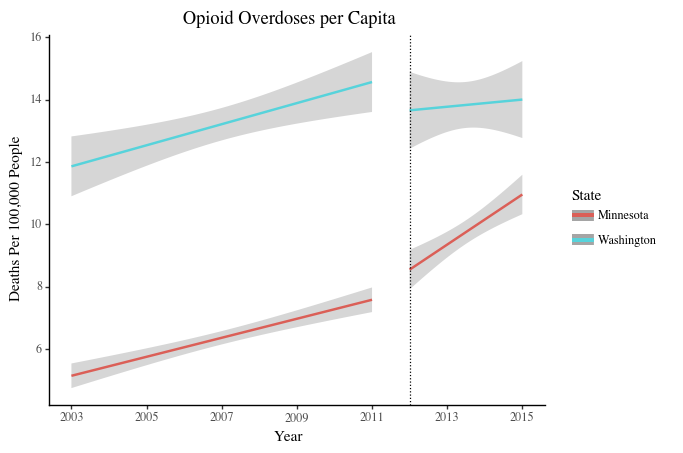 Opioid Overdoses per Capita
Deaths Per 100,000 People
16
14
12
10
8
6
2003 2005 2007 2009 2011 2013 2015
Year
State
Minnesota
Washington